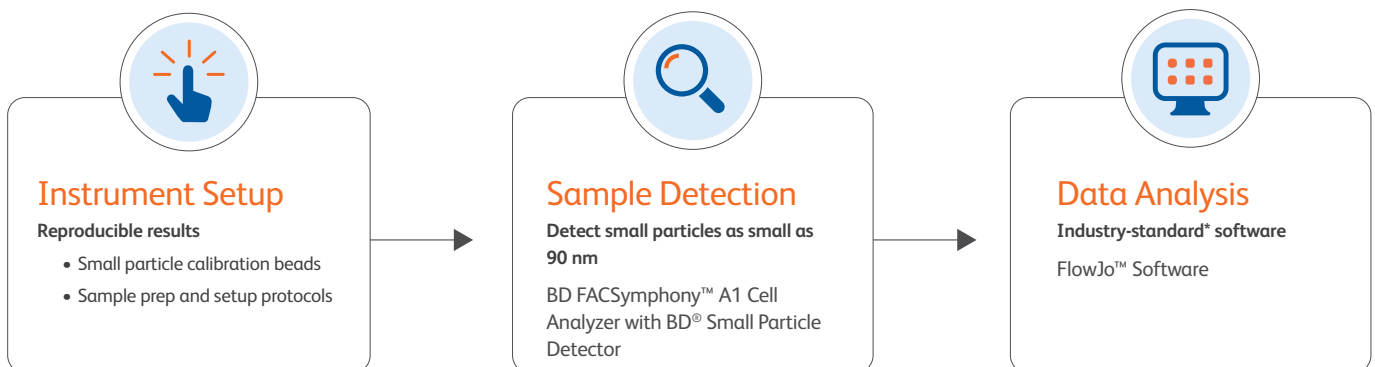 Instrument Setup
Reproducible results
• Small particle calibration beads
• Sample prep and setup protocols
Sample Detection
Detect small particles as small as
90 nm
BD FACSymphony™ A1 Cell
Analyzer with BD® Small Particle
Detector
Data Analysis
Industry-standard* software
FlowJo™ Software